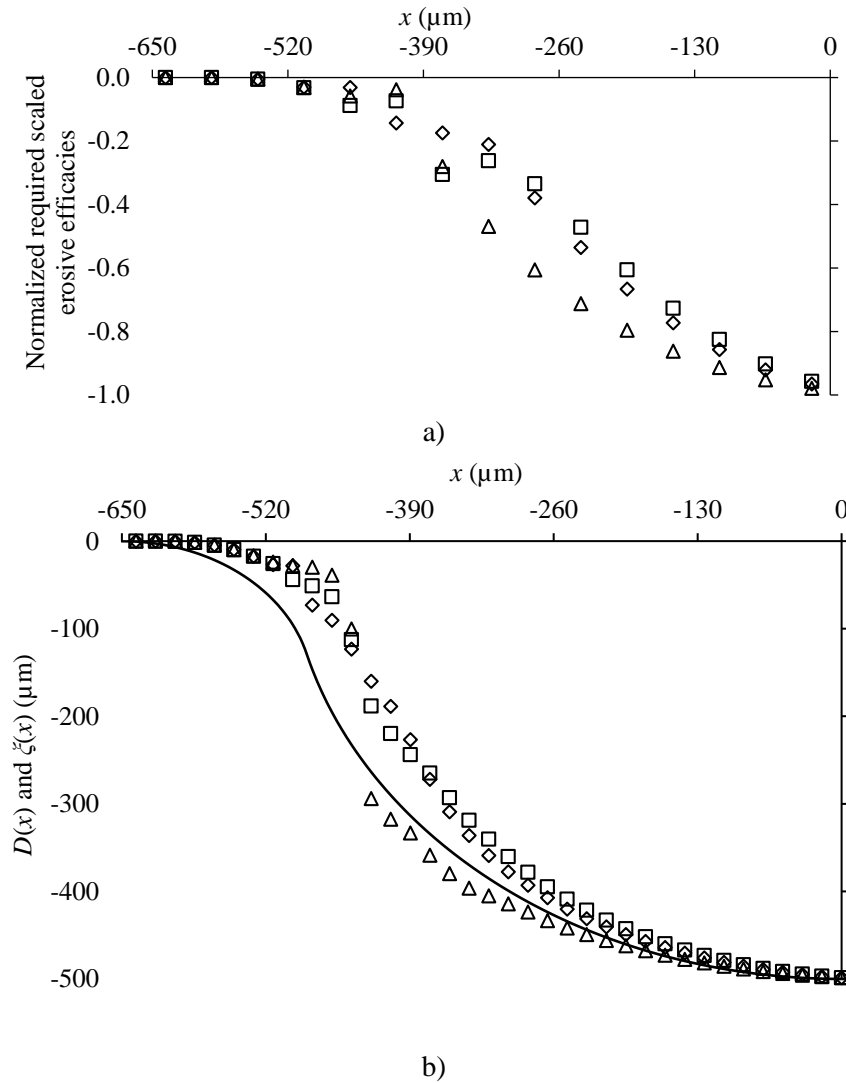 x (µm)
-650 -520 -390 -260 -130 0
0.0
-0.2
-0.4
-0.6
-0.8
-1.0
Normalized required scaled
erosive efficacies
a)
x (µm)
-650 -520 -390 -260 -130 0
0
-100
-200
-300
-400
-500
D(x) and ξ(x) (µm)
b)